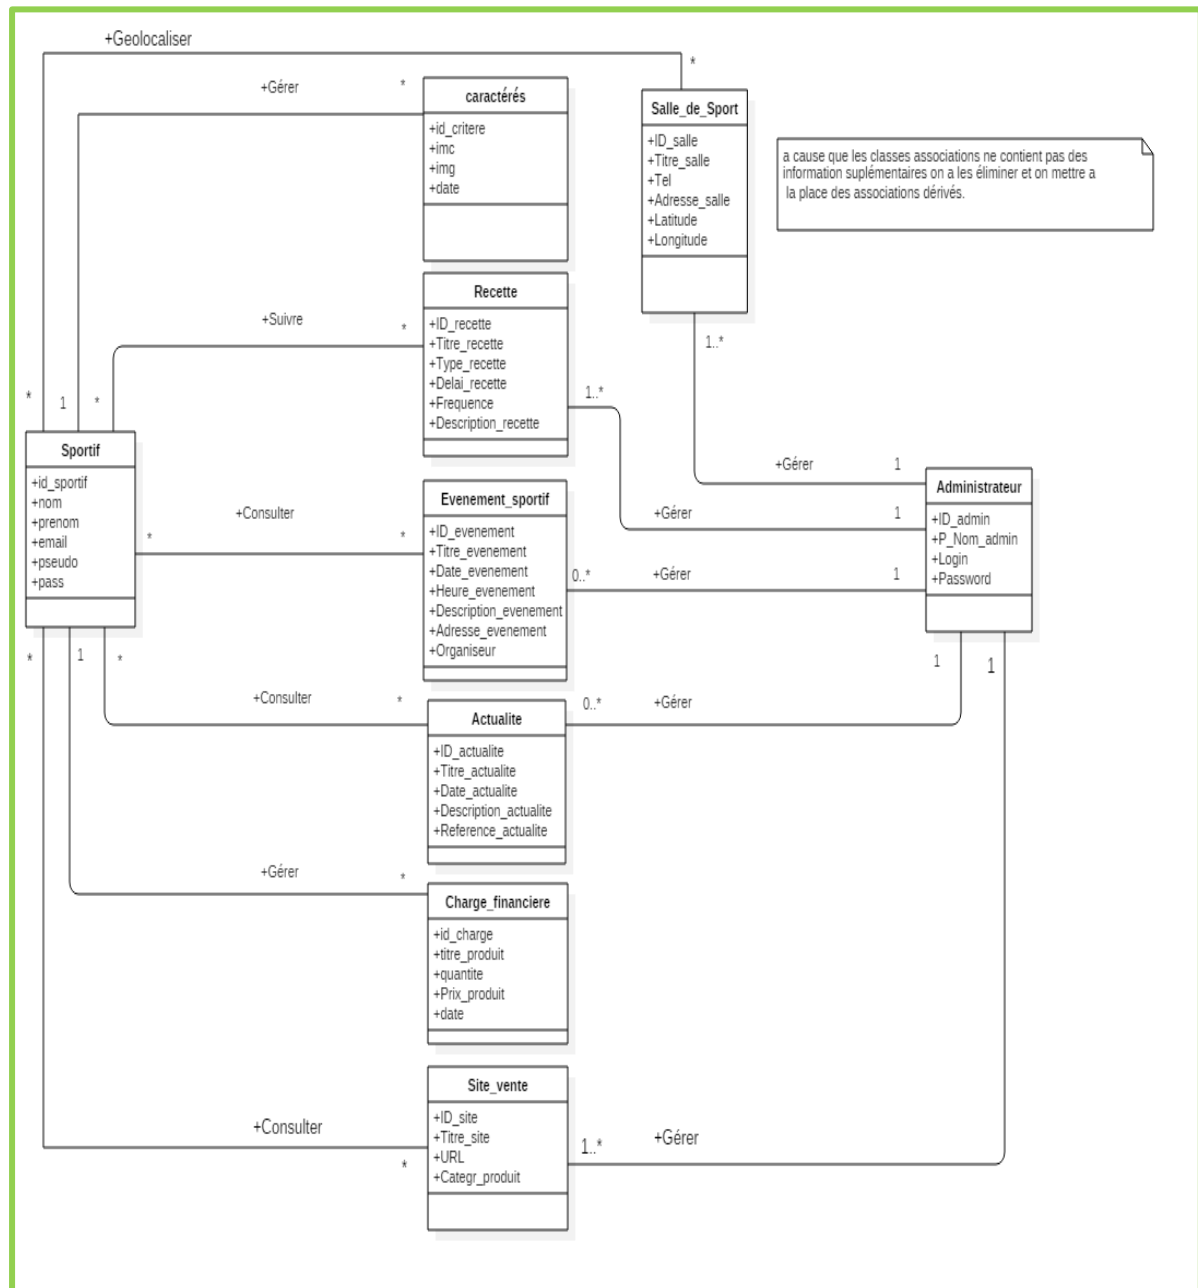 +Geolocaliser
*
+Gérer
*
caractérés
+id_critere
+imc
+img
+date
Salle_de_Sport
+ID_salle
+Titre_salle
+Tel
+Adresse_salle
+Latitude
+Longitude
a cause que les classes associations ne contient pas des
information suplémentaires on a les éliminer et on mettre a
la place des associations dérivés.
+Suivre
*
Recette
+ID_recette
+Titre_recette
+Type_recette
+Delai_recette
+Frequence
+Description_recette
1..*
1..*
*
1
*
Sportif
+id_sportif
+nom
+prenom
+email
+pseudo
+pass
+Gérer
1
+Gérer
1
+Gérer
1
0..*
Administrateur
+ID_admin
+P_Nom_admin
+Login
+Password
+Consulter
*
*
Evenement_sportif
+ID_evenement
+Titre_evenement
+Date_evenement
+Heure_evenement
+Description_evenement
+Adresse_evenement
+Organiseur
*
1
*
1
1
+Consulter
*
0..*
+Gérer
Actualite
+ID_actualite
+Titre_actualite
+Date_actualite
+Description_actualite
+Reference_actualite
+Gérer
*
Charge_financiere
+id_charge
+titre_produit
+quantite
+Prix_produit
+date
Site_vente
+ID_site
+Titre_site
+URL
+Categr_produit
+Consulter
*
1..*
+Gérer